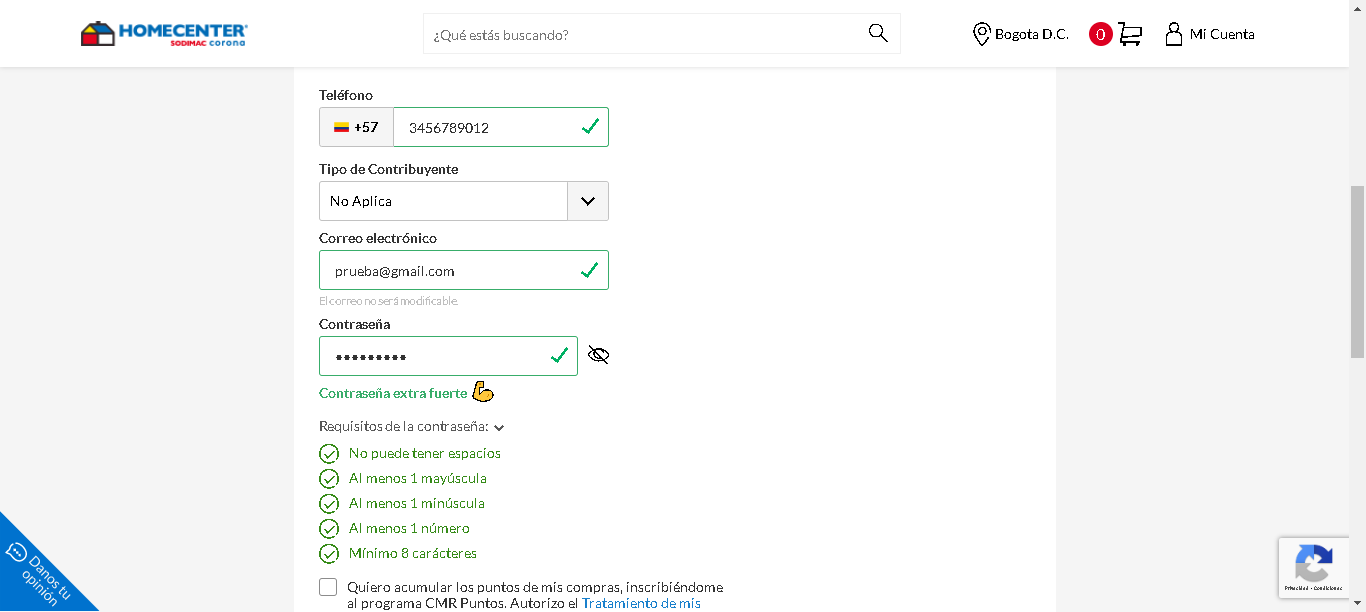 HOMECENTER
SODIMAC corona
¿Qué estás buscando?
Bogota D.C.
0
Mi Cuenta
Teléfono
+57
3456789012
Tipo de Contribuyente
No Aplica
Correo electrónico
prueba@gmail.com
El correo no será modificable.
Contraseña
•••••••••
Contraseña extra fuerte
Requisitos de la contraseña:
No puede tener espacios
Al menos 1 mayúscula
Al menos 1 minúscula
Al menos 1 número
Mínimo 8 carácteres
Quiero acumular los puntos de mis compras, inscribiéndome
al programa CMR Puntos. Autorizo el Tratamiento de mis
Danos tu
opinión
Privacidad - Condiciones